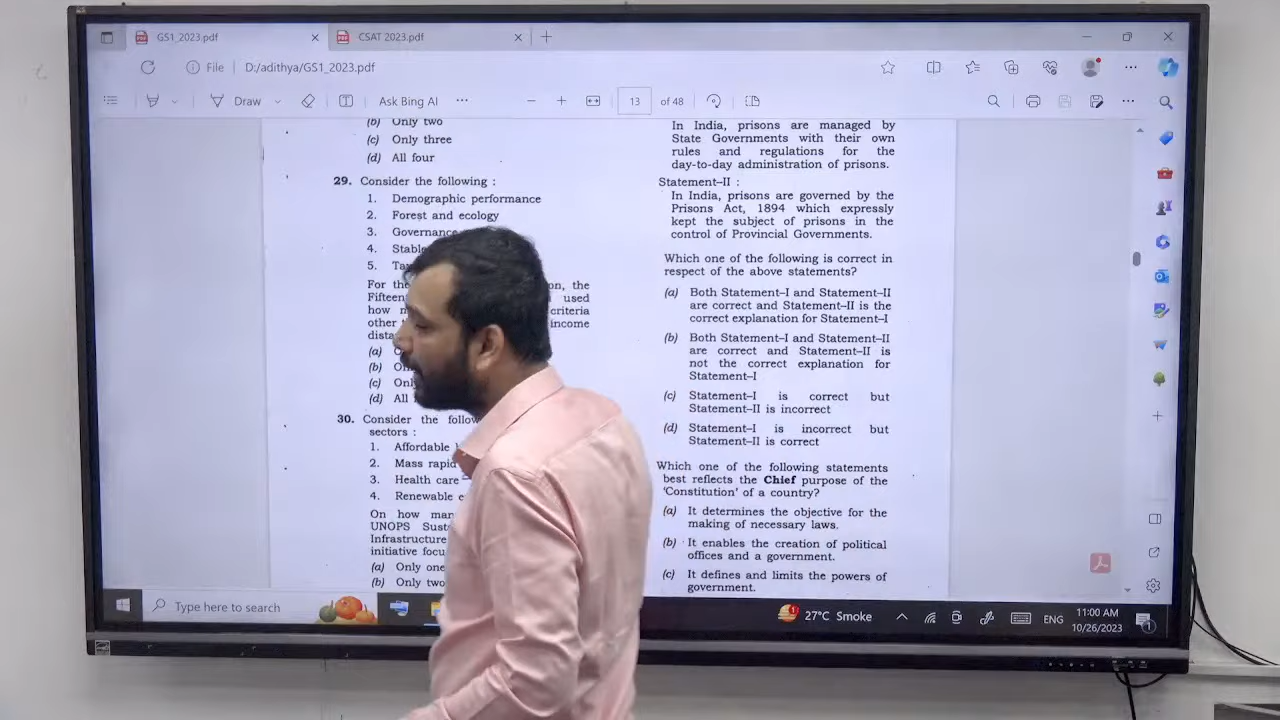 GS1_2023.pdf
CSAT 2023.pdf
File
D:/adithya/GS1_2023.pdf
Draw
Ask Bing AI
13
of 48
(b) Only two
(c) Only three
(d) All four
29. Consider the following :
1. Demographic performance
2. Forest and ecology
3. Governance
4.
5.
For the
on, the
Fifteen
used
how
criteria
other
income
(a)
(b)
(c)
(d) All
30. Consider the
sectors :
1. Affordable
2. Mass rapid
3. Health care
4. Renewable
On how
UNOPS
Infrastructure
initiative
(a) Only one
(b) Only two
In India, prisons are managed by
State Governments with their own
rules and regulations for the
day-to-day administration of prisons.
Statement–II :
In India, prisons are governed by the
Prisons Act, 1894 which expressly
kept the subject of prisons in the
control of Provincial Governments.
Which one of the following is correct in
respect of the above statements?
(a) Both Statement–I and Statement–II
are correct and Statement–II is the
correct explanation for Statement–I
(b) Both Statement–I and Statement–II
are correct and Statement–II is
not the correct explanation for
Statement–I
(c) Statement–I is correct but
Statement–II is incorrect
(d) Statement–I is incorrect but
Statement–II is correct
Which one of the following statements
best reflects the Chief purpose of the
'Constitution' of a country?
(a) It determines the objective for the
making of necessary laws.
(b) It enables the creation of political
offices and a government.
(c) It defines and limits the powers of
government.
Type here to search
27°C Smoke
ENG
11:00 AM
10/26/2023